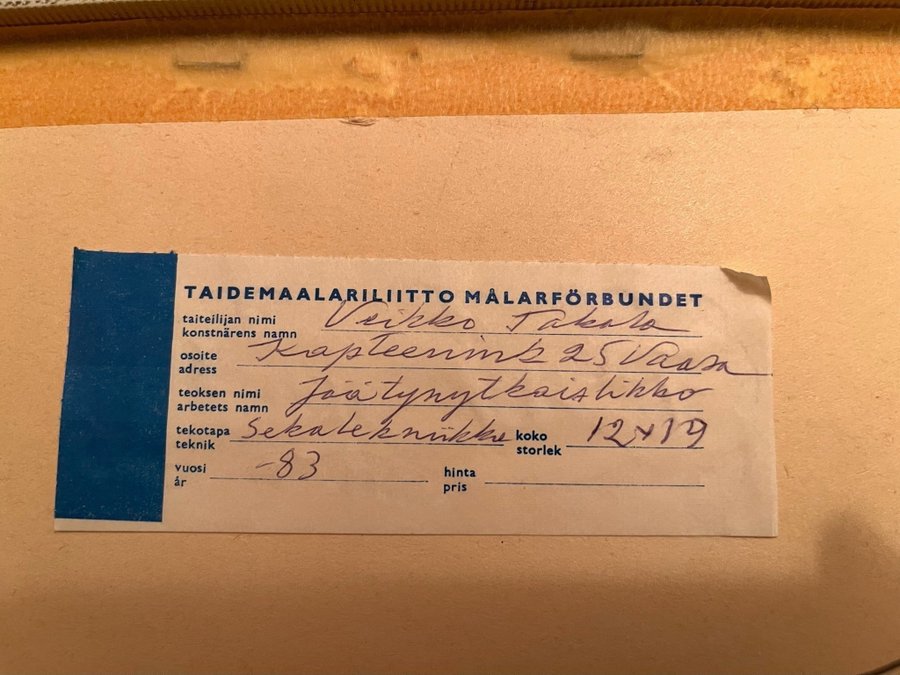 TAIDEMAALARILIITTO MÅLARFÖRBUNDET
taiteilijan nimi Veikko Takala
konstnärens namn
osoite Kapteenink 25 Vaasa
adress
teoksen nimi Jäätynyt kaislikko
arbetets namn
tekotapa Sekatekniikka koko 12x19
teknik storlek
vuosi -83 hinta
år pris